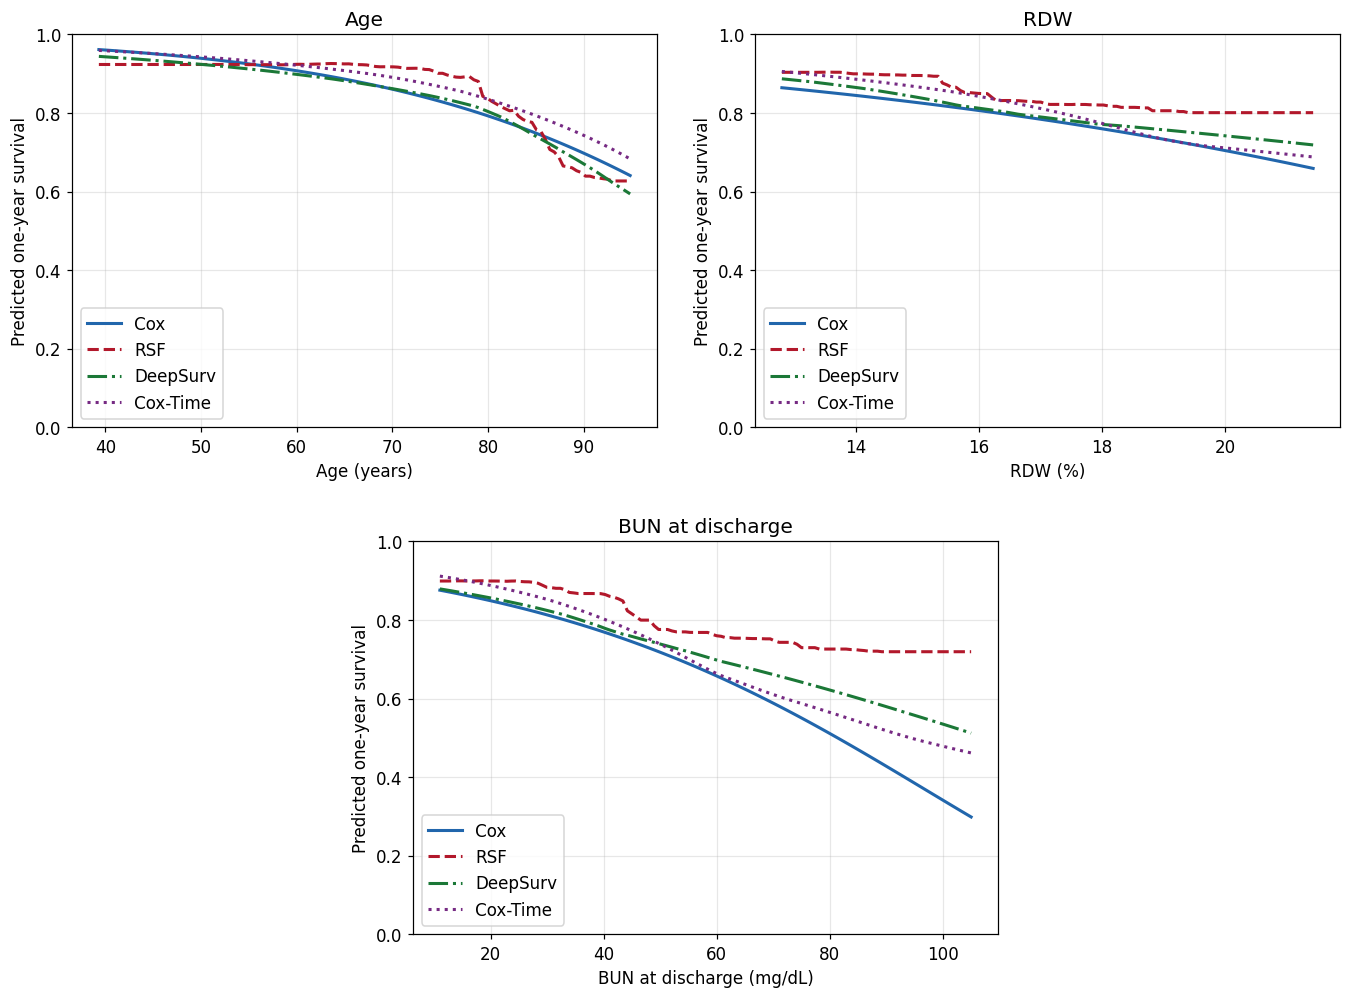 Age
Predicted one-year survival
1.0
0.8
0.6
0.4
0.2
0.0
Cox
RSF
DeepSurv
Cox-Time
40 50 60 70 80 90
Age (years)
RDW
Predicted one-year survival
1.0
0.8
0.6
0.4
0.2
0.0
Cox
RSF
DeepSurv
Cox-Time
14 16 18 20
RDW (%)
BUN at discharge
Predicted one-year survival
1.0
0.8
0.6
0.4
0.2
0.0
Cox
RSF
DeepSurv
Cox-Time
20 40 60 80 100
BUN at discharge (mg/dL)